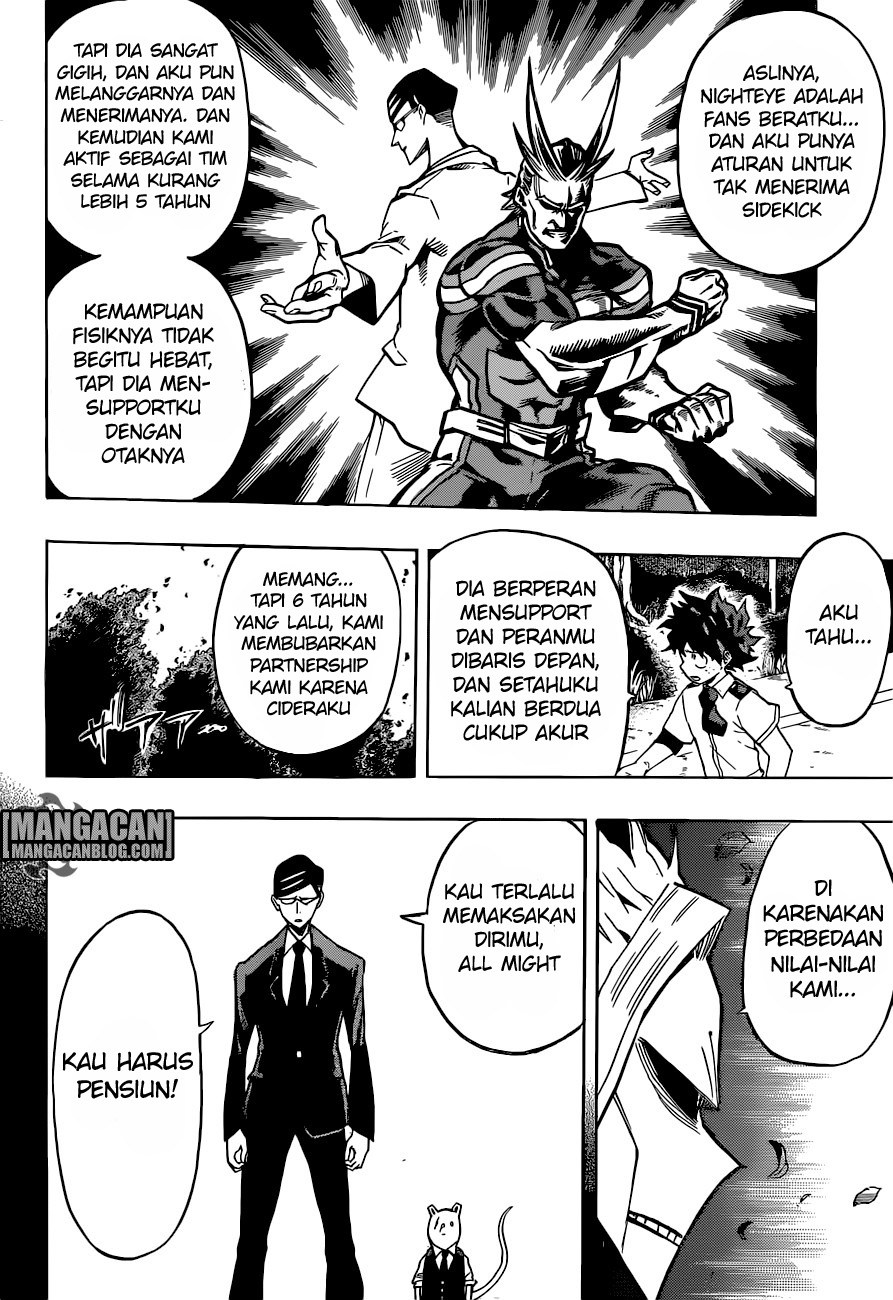 ASLINYA,
NIGHTEYE ADALAH
FANS BERATKU...
DAN AKU PUNYA
ATURAN UNTUK
TAK MENERIMA
SIDEKICK
TAPI DIA SANGAT
GIGIH, DAN AKU PUN
MELANGGARNYA DAN
MENERIMANYA. DAN
KEMUDIAN KAMI
AKTIF SEBAGAI TIM
SELAMA KURANG
LEBIH 5 TAHUN
KEMAMPUAN
FISIKNYA TIDAK
BEGITU HEBAT,
TAPI DIA MEN-
SUPPORTKU
DENGAN
OTAKNYA
AKU
TAHU...
DIA BERPERAN
MENSUPPORT
DAN PERANMU
DIBARIS DEPAN,
DAN SETAHUKU
KALIAN BERDUA
CUKUP AKUR
MEMANG...
TAPI 6 TAHUN
YANG LALU, KAMI
MEMBUBARKAN
PARTNERSHIP
KAMI KARENA
CIDERAKU
ザァァァ
DI
KARENAKAN
PERBEDAAN
NILAI-NILAI
KAMI...
KAU TERLALU
MEMAKSAKAN
DIRIMU,
ALL MIGHT
KAU HARUS
PENSIUN!
MANGACAN
MANGACANBLOG.COM